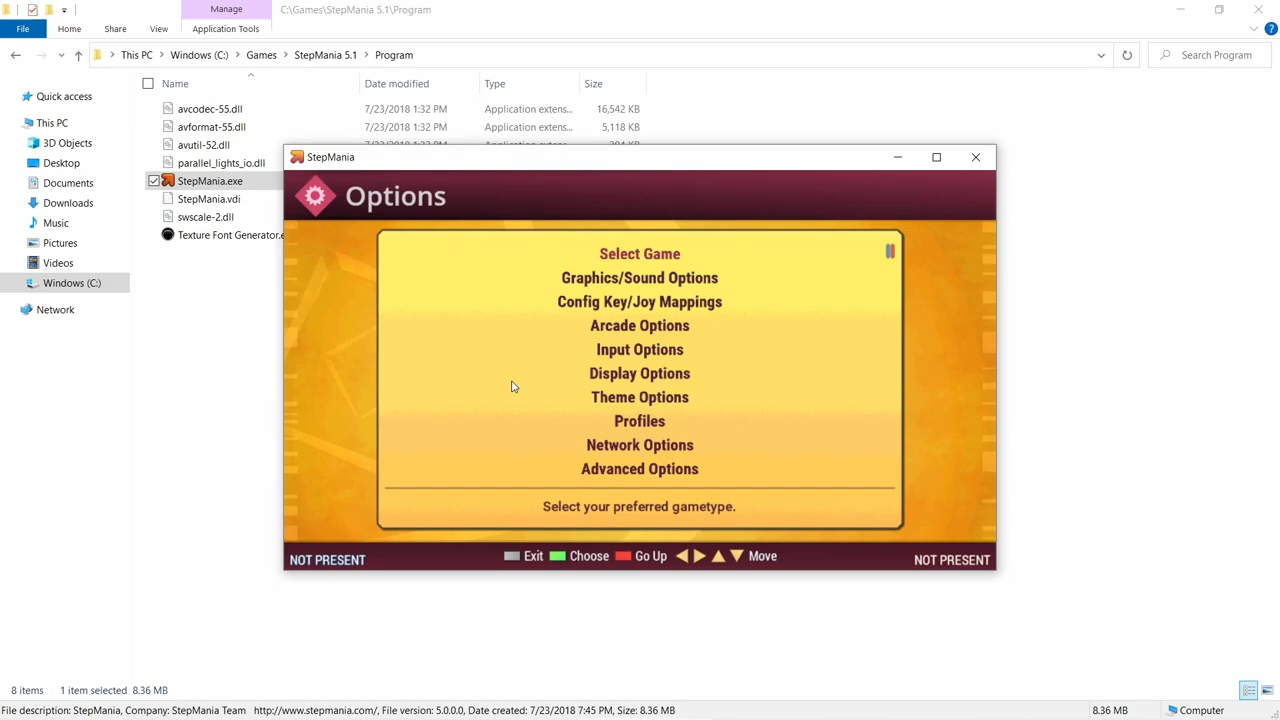 Manage
C:\Games\StepMania 5.1\Program
File
Home
Share
View
Application Tools
This PC
Windows (C:)
Games
StepMania 5.1
Program
Search Program
Name
Date modified
Type
Size
Quick access
This PC
3D Objects
Desktop
Documents
Downloads
Music
Pictures
Videos
Windows (C:)
Network
avcodec-55.dll 7/23/2018 1:32 PM Application extens... 16,542 KB
avformat-55.dll 7/23/2018 1:32 PM Application extens... 5,118 KB
avutil-52.dll
parallel_lights_io.dll
StepMania.exe
StepMania.vdi
swscale-2.dll
Texture Font Generator.e
StepMania
Options
Select Game
Graphics/Sound Options
Config Key/Joy Mappings
Arcade Options
Input Options
Display Options
Theme Options
Profiles
Network Options
Advanced Options
Select your preferred gametype.
NOT PRESENT
Exit Choose Go Up Move
NOT PRESENT
8 items 1 item selected 8.36 MB
File description: StepMania, Company: StepMania Team http://www.stepmania.com/, File version: 5.0.0.0, Date created: 7/23/2018 7:45 PM, Size: 8.36 MB
8.36 MB
Computer